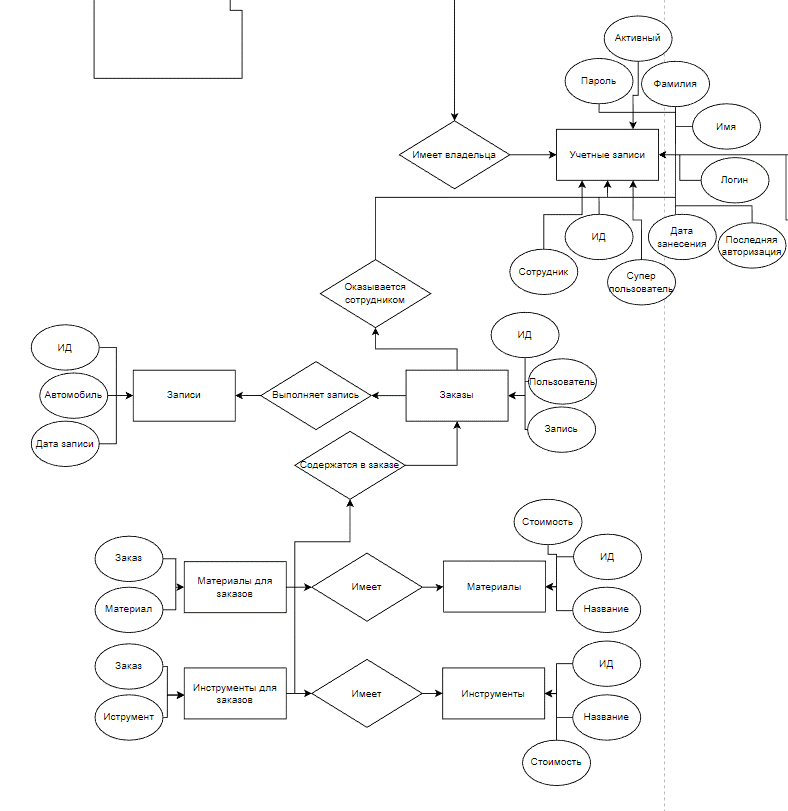 Активный
Пароль
Фамилия
Имя
Имеет владельца
Учетные записи
Логин
ИД
Дата
занесения
Последняя
авторизация
Сотрудник
Супер
пользователь
Оказывается
сотрудником
ИД
ИД
Автомобиль
Записи
Выполняет запись
Заказы
Пользователь
Дата записи
Запись
Содержатся в заказе
Стоимость
Заказ
ИД
Материалы для
заказов
Имеет
Материалы
Материал
Название
Заказ
ИД
Инструменты для
заказов
Имеет
Инструменты
Иструмент
Название
Стоимость